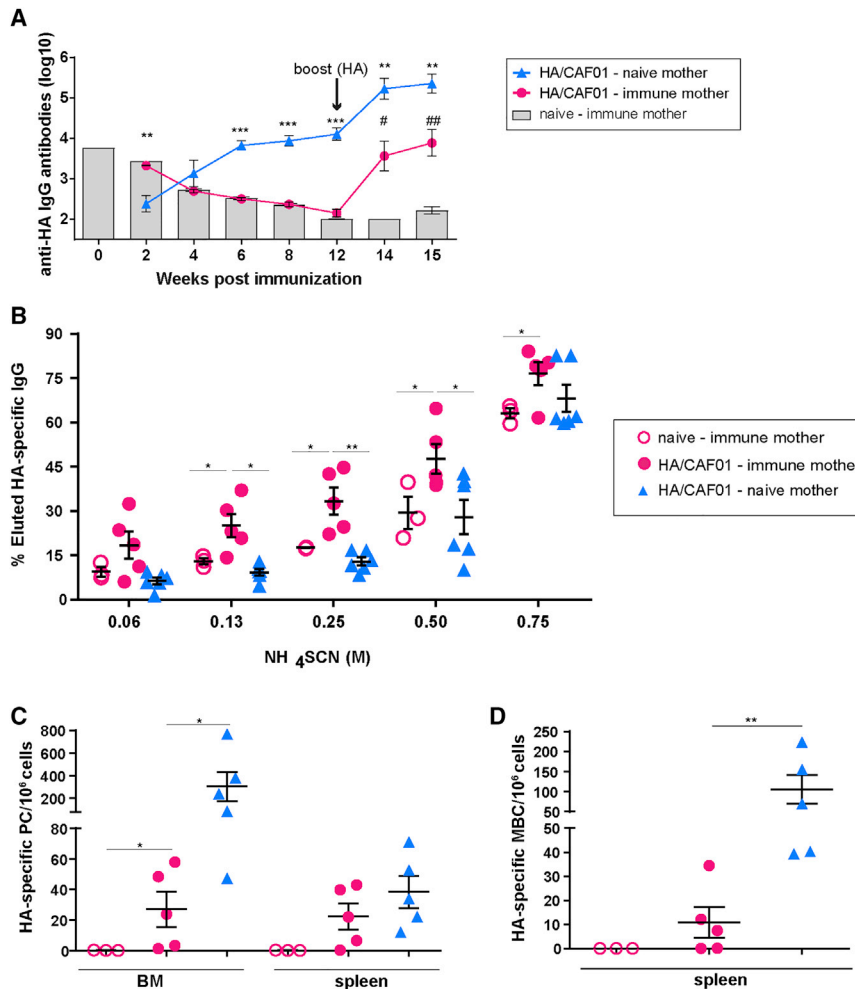 A
anti-HA IgG antibodies (log10)
6
5
4
3
2
boost (HA)
** *** *** *** ** **
# ##
0 2 4 6 8 12 14 15
Weeks post immunization
HA/CAF01 - naive mother
HA/CAF01 - immune mother
naive - immune mother
B
% Eluted HA-specific IgG
90
75
60
45
30
15
0
* * * ** * * *
0.06 0.13 0.25 0.50 0.75
NH 4SCN (M)
naive - immune mother
HA/CAF01 - immune mothe
HA/CAF01 - naive mother
C
HA-specific PC/10⁶ cells
800
600
400
200
80
60
40
20
0
*
*
BM spleen
D
HA-specific MBC/10⁶ cells
250
200
150
100
50
40
30
20
10
0
**
spleen